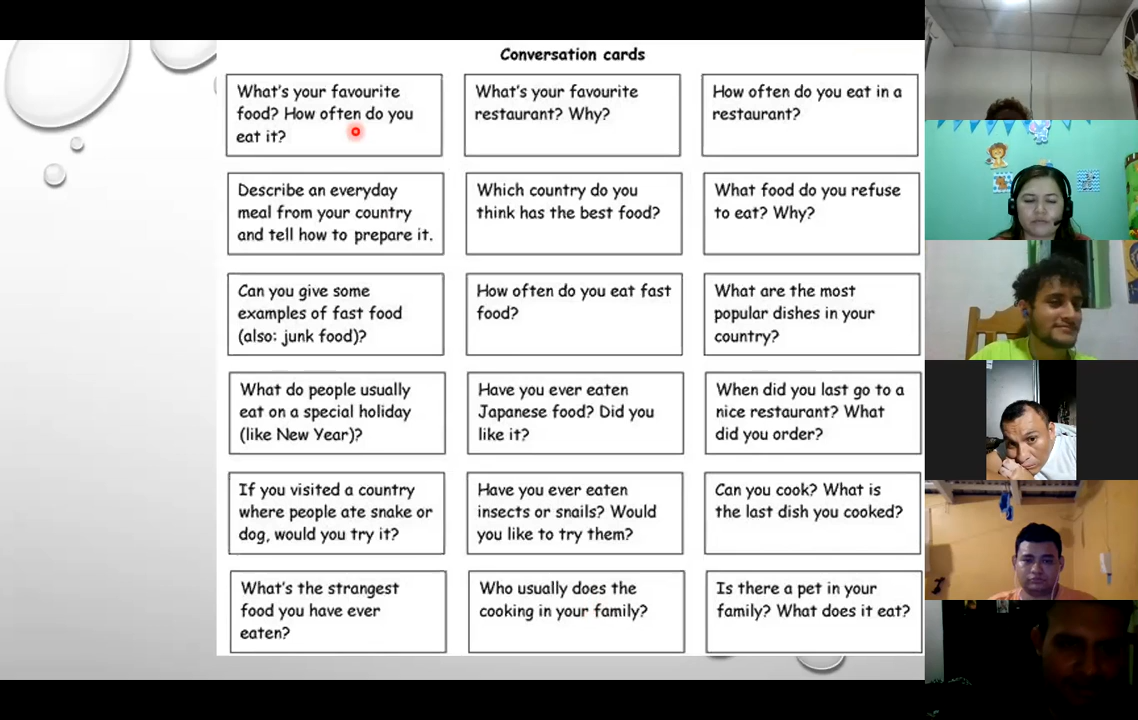 Conversation cards
What's your favourite
food? How often do you
eat it?
What's your favourite
restaurant? Why?
How often do you eat in a
restaurant?
Describe an everyday
meal from your country
and tell how to prepare it.
Which country do you
think has the best food?
What food do you refuse
to eat? Why?
Can you give some
examples of fast food
(also: junk food)?
How often do you eat fast
food?
What are the most
popular dishes in your
country?
What do people usually
eat on a special holiday
(like New Year)?
Have you ever eaten
Japanese food? Did you
like it?
When did you last go to a
nice restaurant? What
did you order?
If you visited a country
where people ate snake or
dog, would you try it?
Have you ever eaten
insects or snails? Would
you like to try them?
Can you cook? What is
the last dish you cooked?
What's the strangest
food you have ever
eaten?
Who usually does the
cooking in your family?
Is there a pet in your
family? What does it eat?